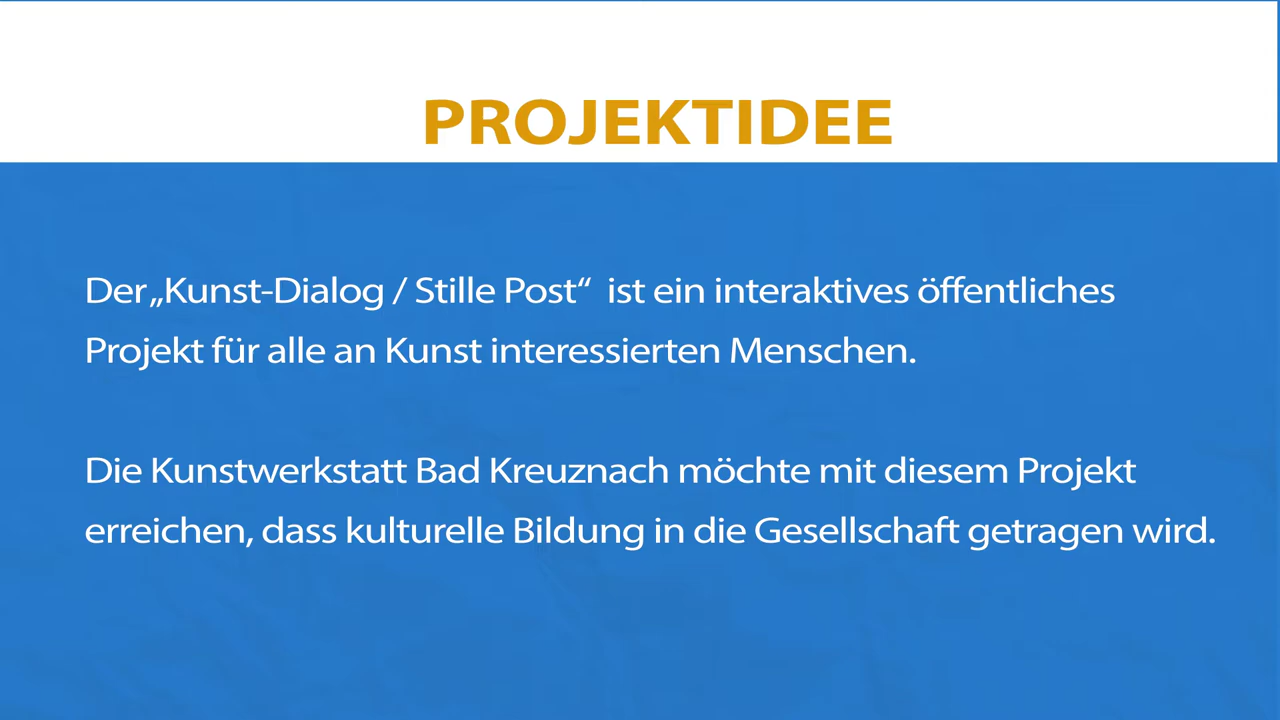 PROJEKTIDEE
Der „Kunst-Dialog / Stille Post“ ist ein interaktives öffentliches
Projekt für alle an Kunst interessierten Menschen.
Die Kunstwerkstatt Bad Kreuznach möchte mit diesem Projekt
erreichen, dass kulturelle Bildung in die Gesellschaft getragen wird.